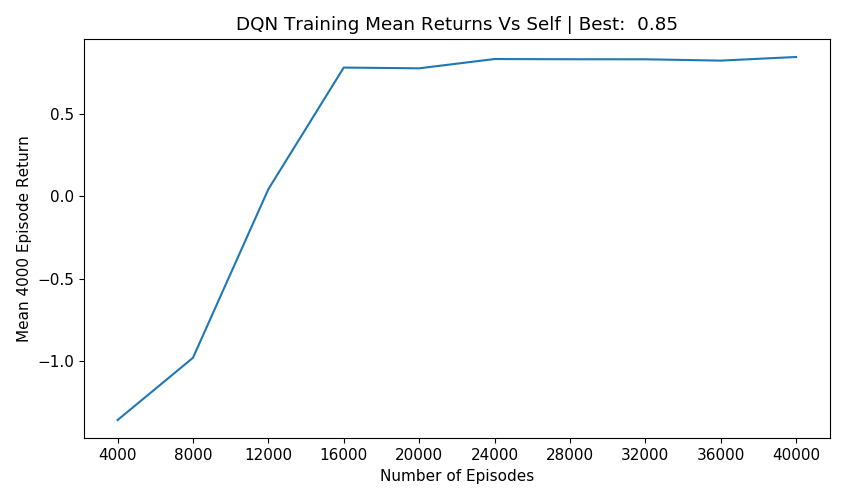 DQN Training Mean Returns Vs Self | Best:  0.85
Mean 4000 Episode Return
0.5
0.0
−0.5
−1.0
4000 8000 12000 16000 20000 24000 28000 32000 36000 40000
Number of Episodes